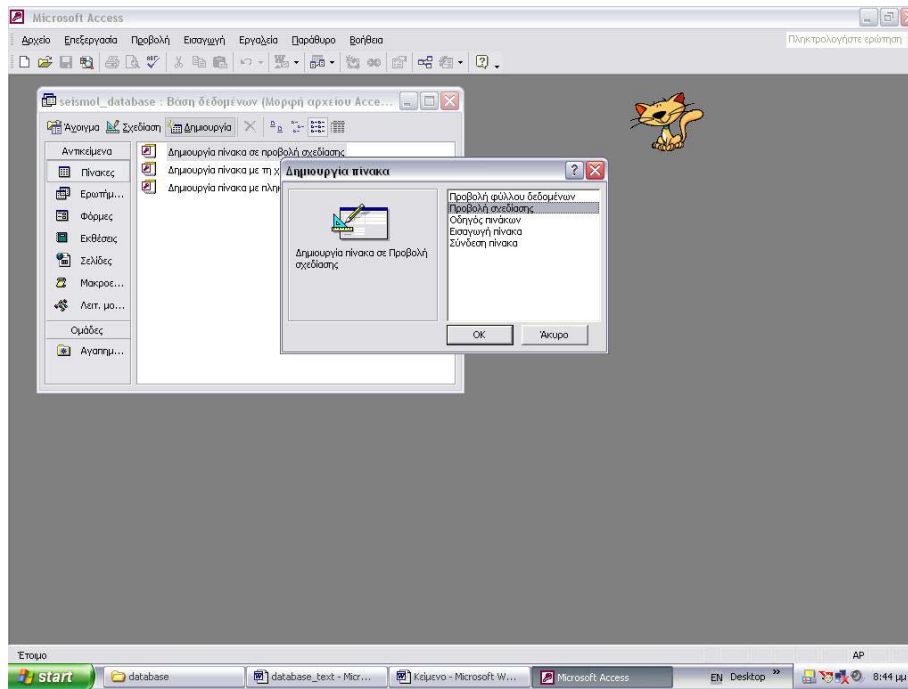 Microsoft Access
Αρχείο Επεξεργασία Προβολή Εισαγωγή Εργαλεία Παράθυρο Βοήθεια
Πληκτρολογήστε ερώτηση
seismol_database : Βάση δεδομένων (Μορφή αρχείου Acce...
Άνοιγμα Σχεδίαση Δημιουργία
Αντικείμενα
Πίνακες
Ερωτήμ...
Φόρμες
Εκθέσεις
Σελίδες
Μακροε...
Λειτ. μο...
Ομάδες
Αγαπημ...
Δημιουργία πίνακα σε προβολή σχεδίασης
Δημιουργία πίνακα με τη χ
Δημιουργία πίνακα με πλη
Δημιουργία πίνακα
Δημιουργία πίνακα σε Προβολή
σχεδίασης
Προβολή φύλλου δεδομένων
Προβολή σχεδίασης
Οδηγός πινάκων
Εισαγωγή πίνακα
Σύνδεση πίνακα
OK Άκυρο
Έτοιμο
AP
start database database_text - Micr... Κείμενο - Microsoft W... Microsoft Access EN Desktop 8:44 μμ